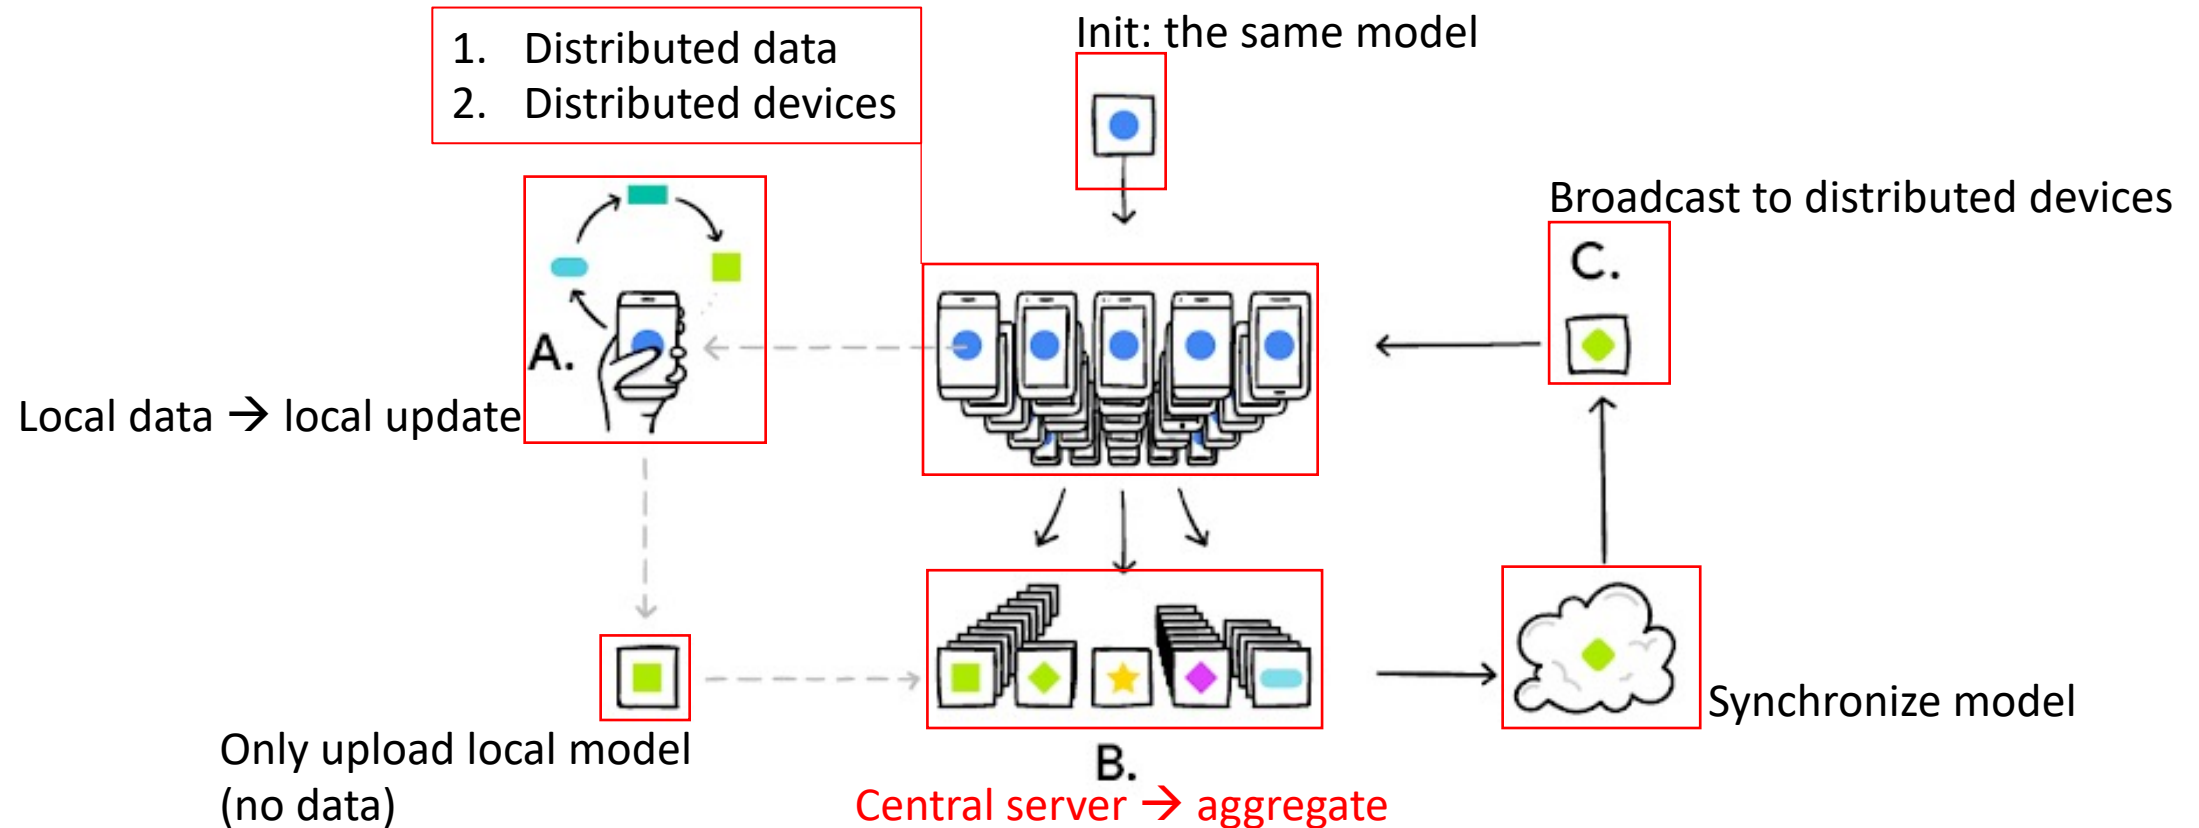 1. Distributed data
2. Distributed devices
Init: the same model
Broadcast to distributed devices
C.
A.
Local data → local update
Only upload local model
(no data)
B.
Central server → aggregate
Synchronize model